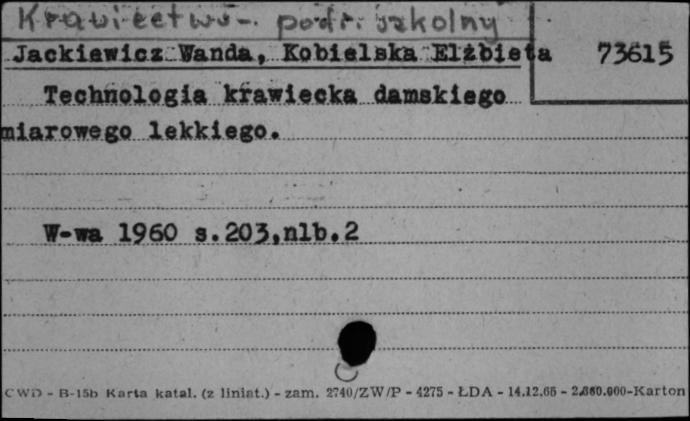 Krawiectwo - podr. szkolny
Jackiewicz Wanda, Kobielska Elżbieta 73615
Technologia krawiecka damskiego
miarowego lekkiego.
W-wa 1960 s.203,nlb.2
CWD - B-15b Karta katal. (z liniat.) - zam. 2740/ZW/P - 4275 - ŁDA - 14.12.65 - 2.660.000-Karton